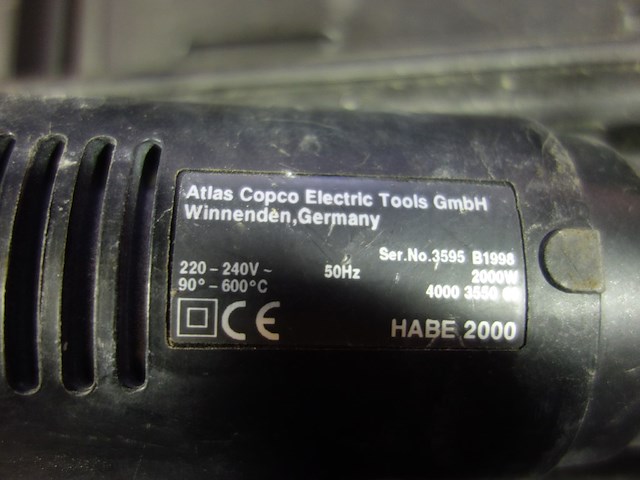 Atlas Copco Electric Tools GmbH
Winnenden,Germany
Ser.No.3595 B1998
220-240V~ 50Hz 2000W
90°-600°C 4000 3550
CE HABE 2000